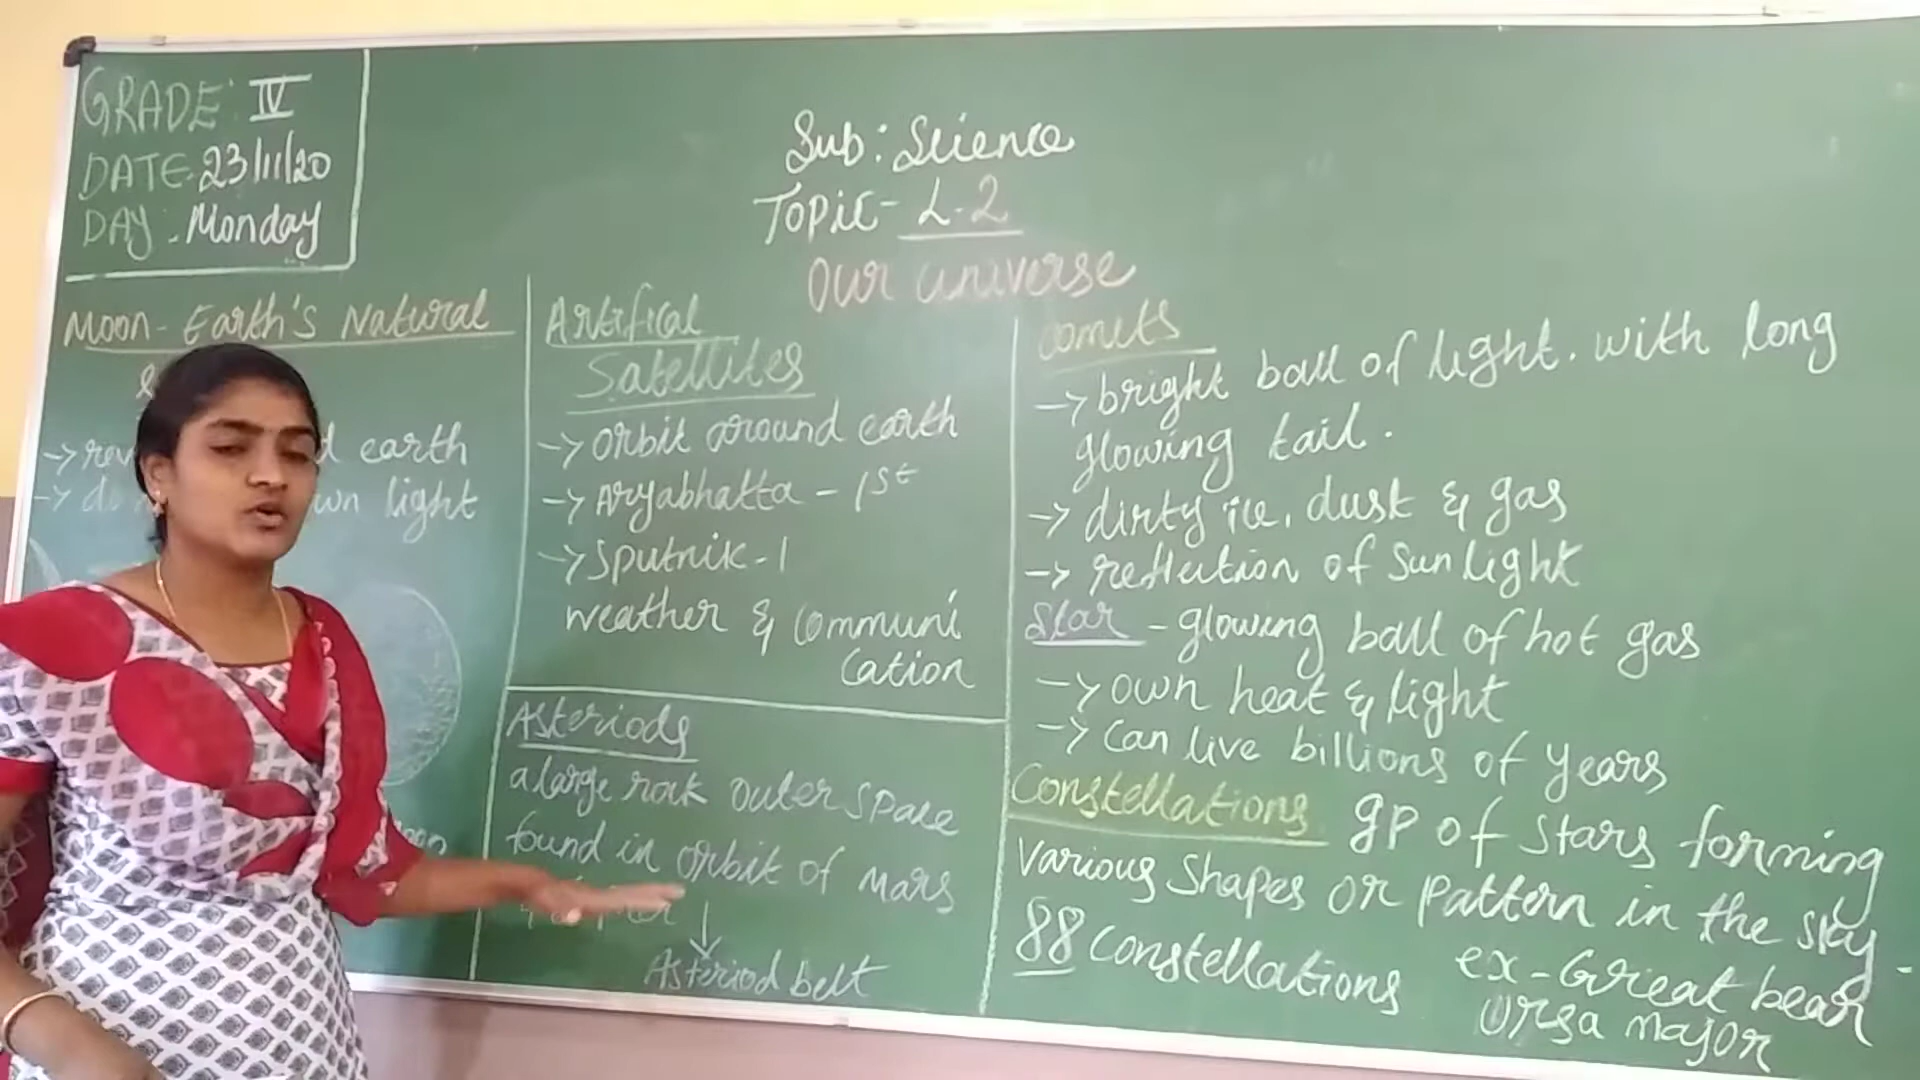 GRADE: IV
DATE. 23/11/20
DAY: Monday
Sub: Science
Topic- L.2
Our universe
Moon- Earth's Natural
-> earth
-> light
Artifical
Satellites
-> orbit around earth
-> Aryabhatta - 1st
-> Sputnik-1
weather & communi
cation
Asteriods
a large rock outer space
found in orbit of Mars
&
↓
Asteriod belt
comets
-> bright ball of light. with long
glowing tail.
-> dirty ice, dust & gas
-> reflection of Sunlight
Star - glowing ball of hot gas
-> own heat & light
-> Can live billions of years
Constellations gp of stars forming
various shapes or pattern in the sky.
88 constellations ex-Great bear
Ursa major